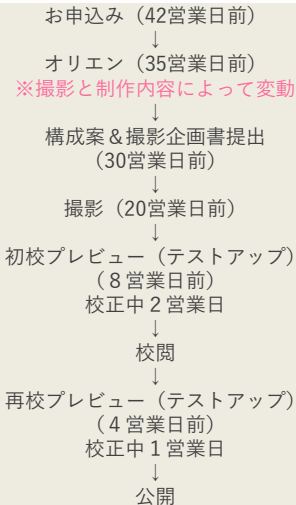 お申込み（42営業日前）
↓
オリエン（35営業日前）
※撮影と制作内容によって変動
↓
構成案＆撮影企画書提出
（30営業日前）
↓
撮影（20営業日前）
↓
初校プレビュー（テストアップ）
（８営業日前）
校正中２営業日
↓
校閲
↓
再校プレビュー（テストアップ）
（４営業日前）
校正中１営業日
↓
公開